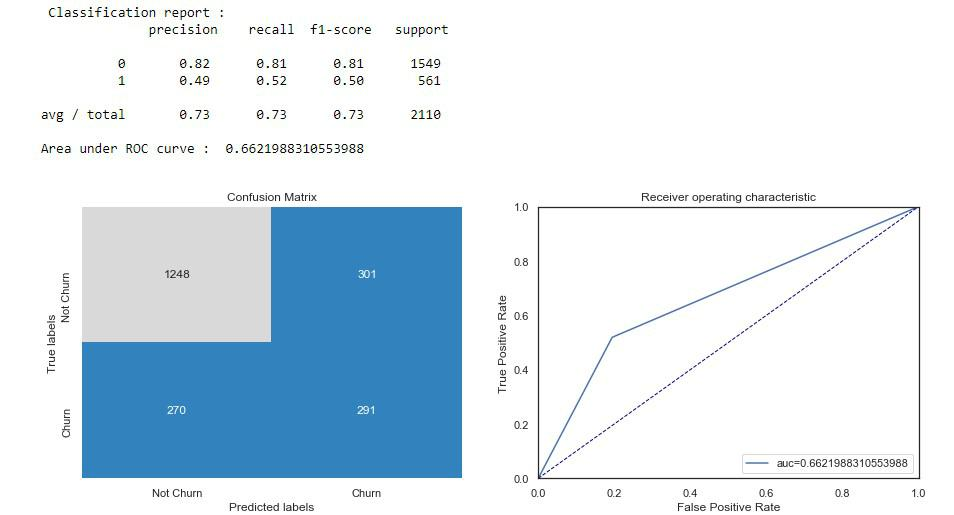 Classification report :
precision recall f1-score support
0 0.82 0.81 0.81 1549
1 0.49 0.52 0.50 561
avg / total 0.73 0.73 0.73 2110
Area under ROC curve : 0.6621988310553988
Confusion Matrix
True labels
Not Churn
Churn
1248 301
270 291
Not Churn Churn
Predicted labels
Receiver operating characteristic
True Positive Rate
1.0
0.8
0.6
0.4
0.2
0.0
auc=0.6621988310553988
0.0 0.2 0.4 0.6 0.8 1.0
False Positive Rate